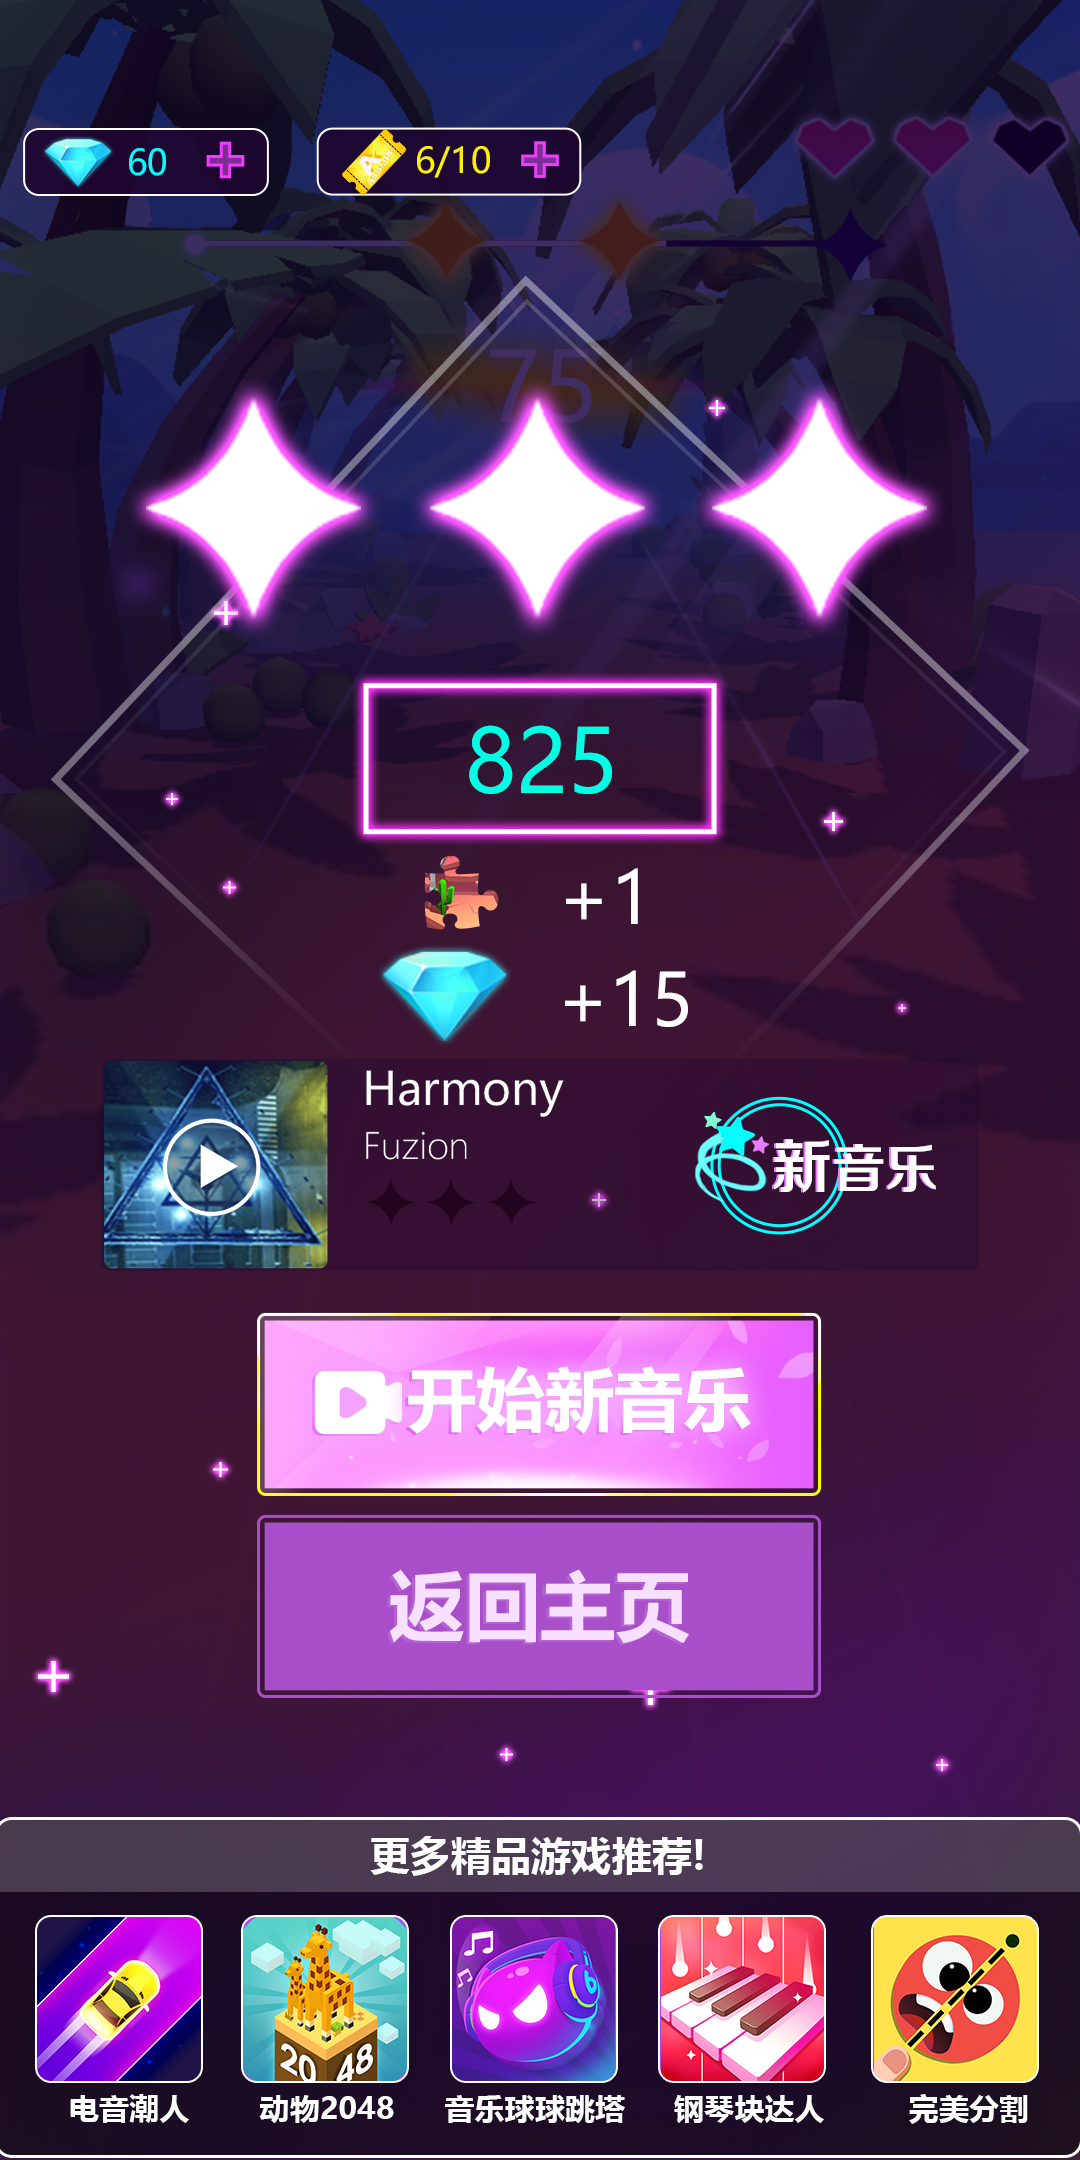 60
6/10
75
825
+1
+15
Harmony
Fuzion
新音乐
开始新音乐
返回主页
更多精品游戏推荐!
2048
电音潮人
动物2048
音乐球球跳塔
钢琴块达人
完美分割